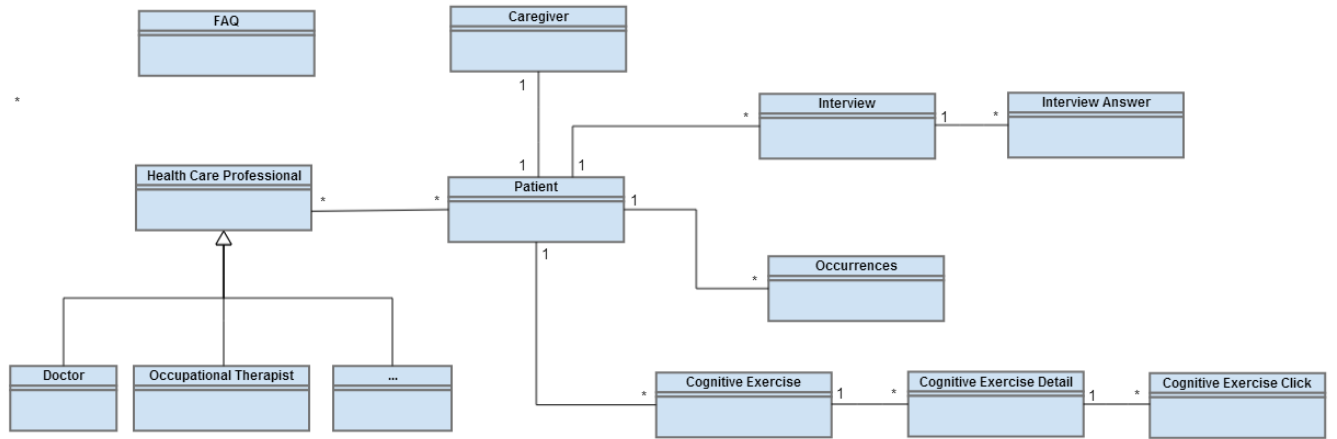 FAQ
Caregiver
*
1
Interview
Interview Answer
*
1
*
1
1
Health Care Professional
Patient
*
*
1
1
Occurrences
*
Doctor
Occupational Therapist
...
Cognitive Exercise
Cognitive Exercise Detail
Cognitive Exercise Click
*
1
*
1
*